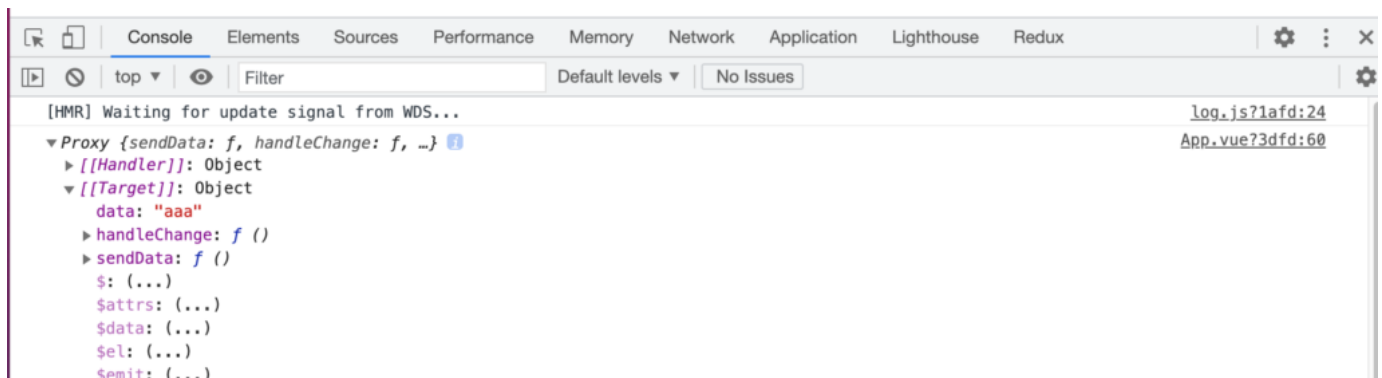 Console Elements Sources Performance Memory Network Application Lighthouse Redux
top ▼ Filter Default levels ▼ No Issues
[HMR] Waiting for update signal from WDS... log.js?1afd:24
▼Proxy {sendData: ƒ, handleChange: ƒ, …} i App.vue?3dfd:60
▶[[Handler]]: Object
▼[[Target]]: Object
data: "aaa"
▶handleChange: ƒ ()
▶sendData: ƒ ()
$: (...)
$attrs: (...)
$data: (...)
$el: (...)
$emit: (...)